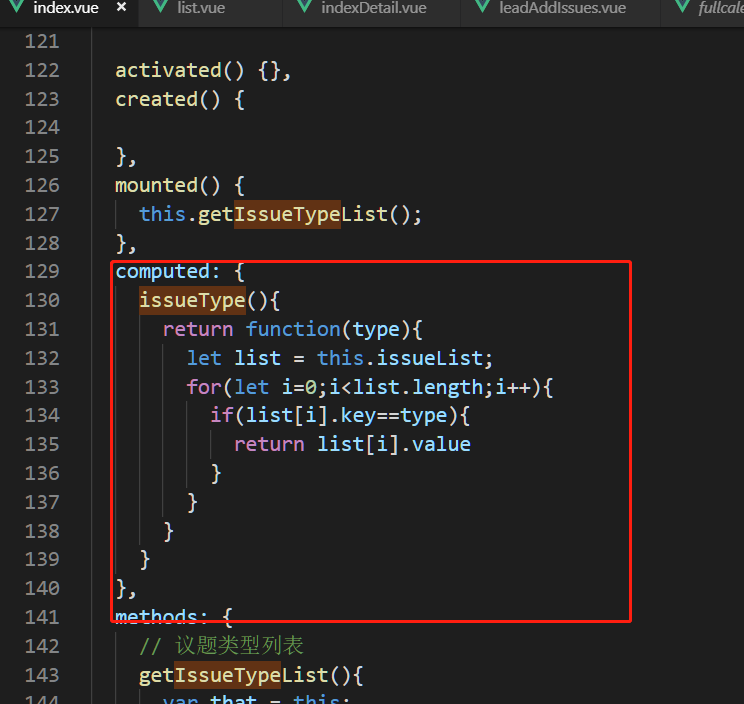 index.vue × list.vue indexDetail.vue leadAddIssues.vue fullcale
121
122 activated() {},
123 created() {
124
125 },
126 mounted() {
127 this.getIssueTypeList();
128 },
129 computed: {
130 issueType(){
131 return function(type){
132 let list = this.issueList;
133 for(let i=0;i<list.length;i++){
134 if(list[i].key==type){
135 return list[i].value
136 }
137 }
138 }
139 }
140 },
141 methods: {
142 // 议题类型列表
143 getIssueTypeList(){
144 var that = this;